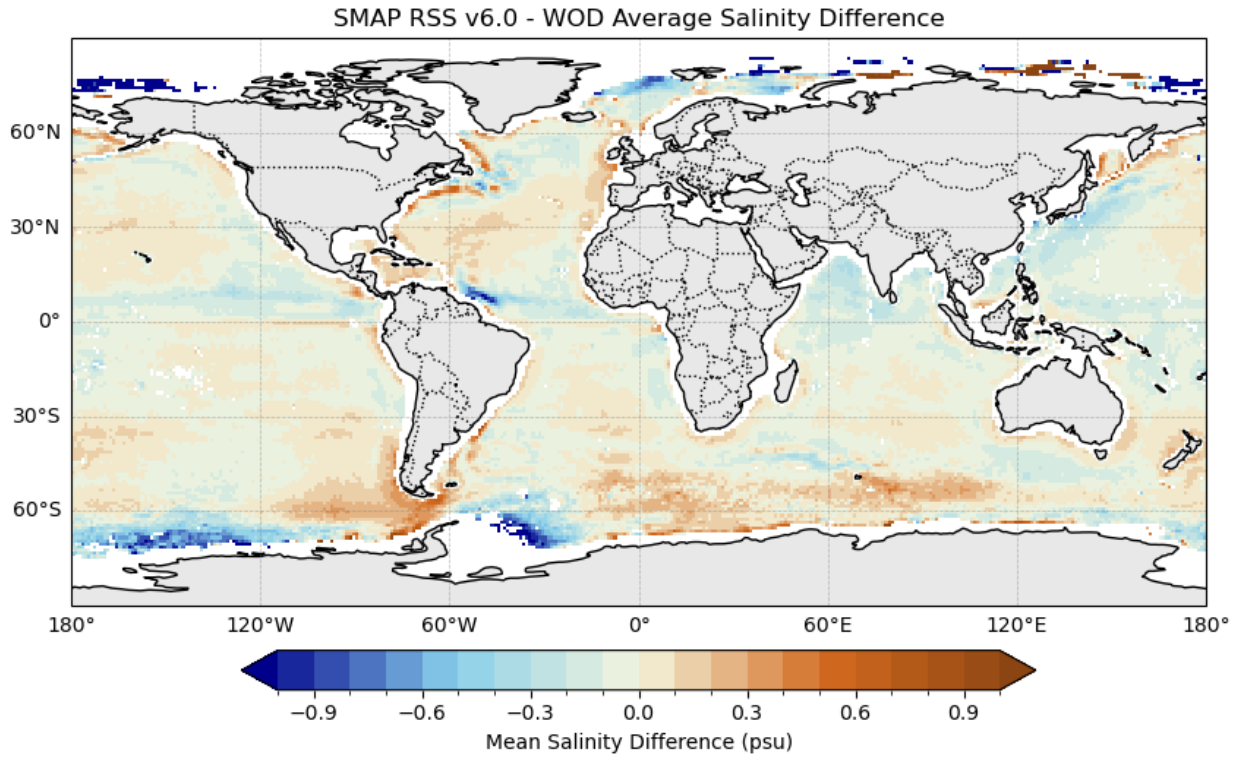 SMAP RSS v6.0 - WOD Average Salinity Difference
60°N
30°N
0°
30°S
60°S
180° 120°W 60°W 0° 60°E 120°E 180°
−0.9 −0.6 −0.3 0.0 0.3 0.6 0.9
Mean Salinity Difference (psu)